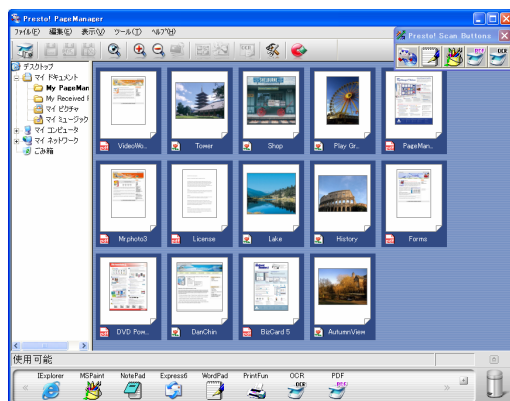 Presto! PageManager
ファイル(F) 編集(E) 表示(V) ツール(T) ヘルプ(H)
Presto! Scan Buttons
デスクトップ
マイ ドキュメント
My PageMan
My Received F
マイ ピクチャ
マイ ミュージック
マイ コンピュータ
マイ ネットワーク
ごみ箱
VideoWo... Tower Shop Play Gr... PageMan...
Mr.photo3 License Lake History Forms
DVD Pow... DanChin BizCard 5 AutumnView
使用可能
IExplorer MSPaint NotePad Express6 WordPad PrintFun OCR PDF